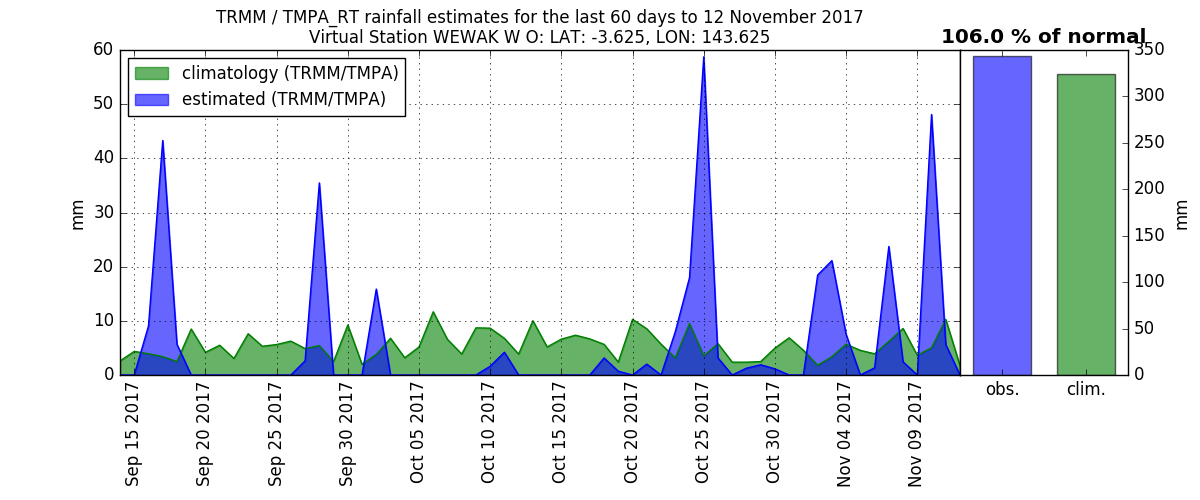 TRMM / TMPA_RT rainfall estimates for the last 60 days to 12 November 2017
Virtual Station WEWAK W O: LAT: -3.625, LON: 143.625
106.0 % of normal
climatology (TRMM/TMPA)
estimated (TRMM/TMPA)
60
50
40
30
20
10
0
mm
350
300
250
200
150
100
50
0
mm
Sep 15 2017
Sep 20 2017
Sep 25 2017
Sep 30 2017
Oct 05 2017
Oct 10 2017
Oct 15 2017
Oct 20 2017
Oct 25 2017
Oct 30 2017
Nov 04 2017
Nov 09 2017
obs.
clim.